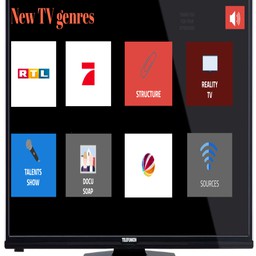 New TV genres
RTL
7
STRUCTURE
REALITY
TV
TALENTS
SHOW
DOCU
SOAP
SOURCES
TELEFUNKEN